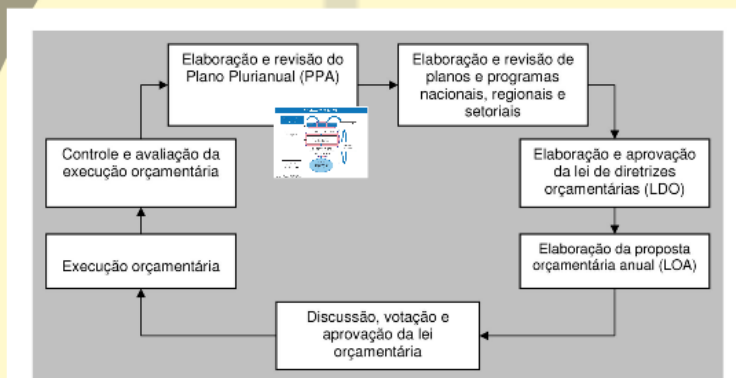 Elaboração e revisão do
Plano Plurianual (PPA)
Elaboração e revisão de
planos e programas
nacionais, regionais e
setoriais
Elaboração e aprovação
da lei de diretrizes
orçamentárias (LDO)
Elaboração da proposta
orçamentária anual (LOA)
Discussão, votação e
aprovação da lei
orçamentária
Execução orçamentária
Controle e avaliação da
execução orçamentária